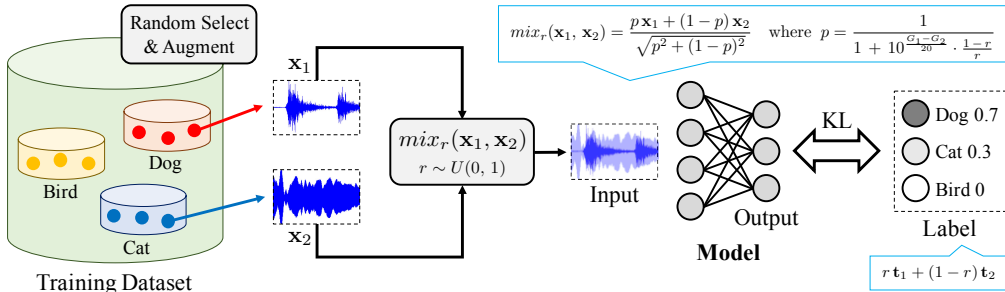 Random Select
& Augment
Dog
Bird
Cat
Training Dataset
x₁
x₂
mixᵣ(x₁, x₂)
r ∼ U(0, 1)
mixᵣ(x₁, x₂) = (p x₁ + (1 − p) x₂) / √(p² + (1 − p)²) where p = 1 / (1 + 10^((G₁−G₂)/20) · (1−r)/r)
Input
Output
Model
KL
Dog 0.7
Cat 0.3
Bird 0
Label
r t₁ + (1 − r) t₂